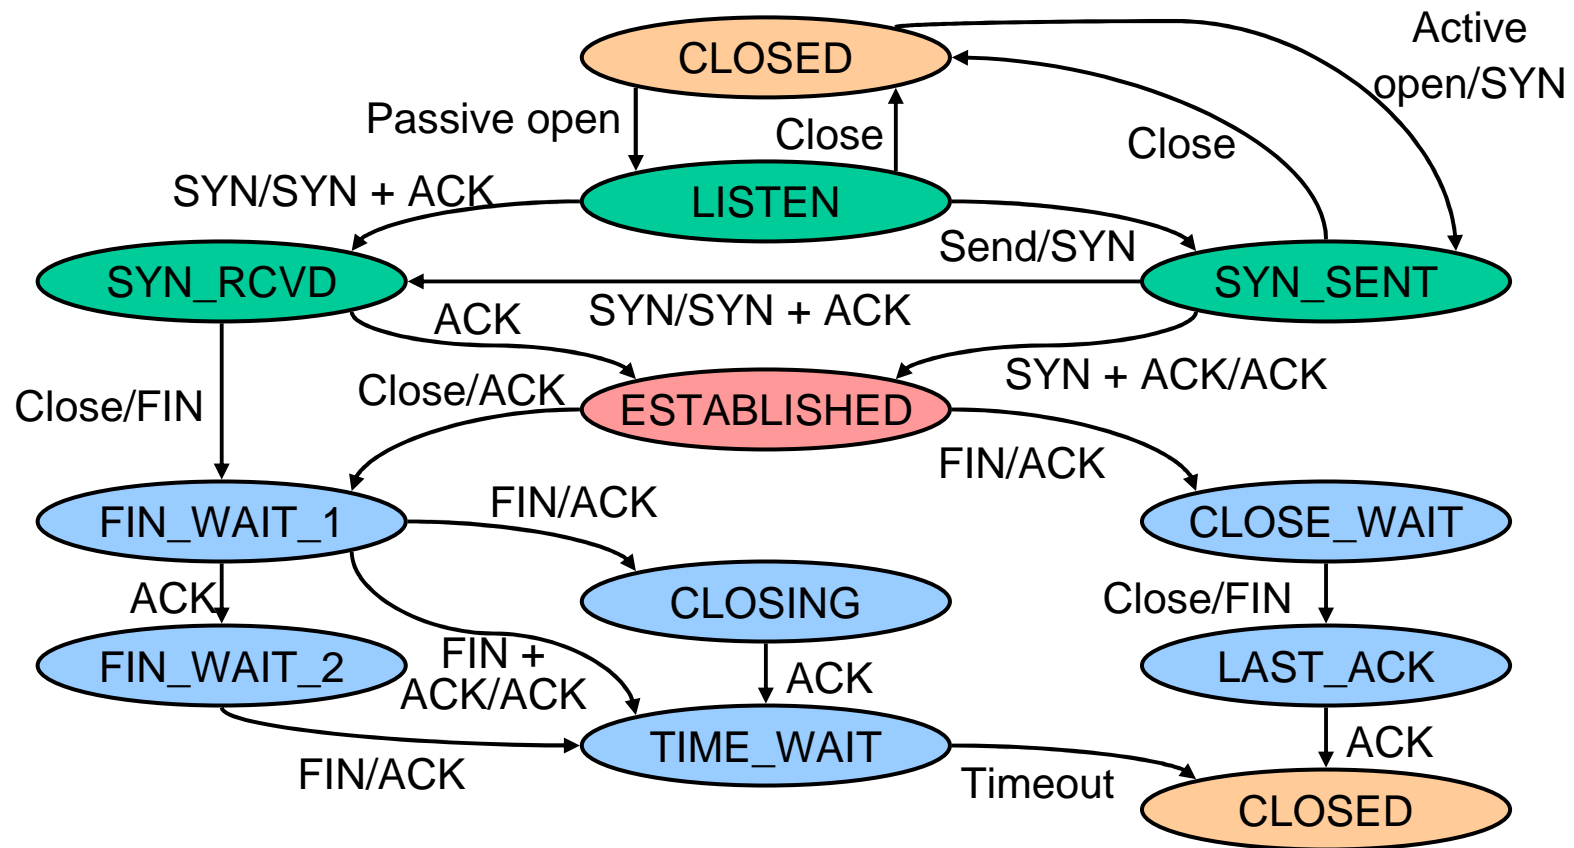 Active
open/SYN
CLOSED
Passive open
Close
Close
SYN/SYN + ACK
LISTEN
Send/SYN
SYN_RCVD
SYN_SENT
ACK
SYN/SYN + ACK
SYN + ACK/ACK
Close/FIN
Close/ACK
ESTABLISHED
FIN/ACK
FIN/ACK
FIN_WAIT_1
CLOSE_WAIT
ACK
CLOSING
Close/FIN
FIN_WAIT_2
FIN +
ACK/ACK
ACK
LAST_ACK
FIN/ACK
TIME_WAIT
Timeout
ACK
CLOSED